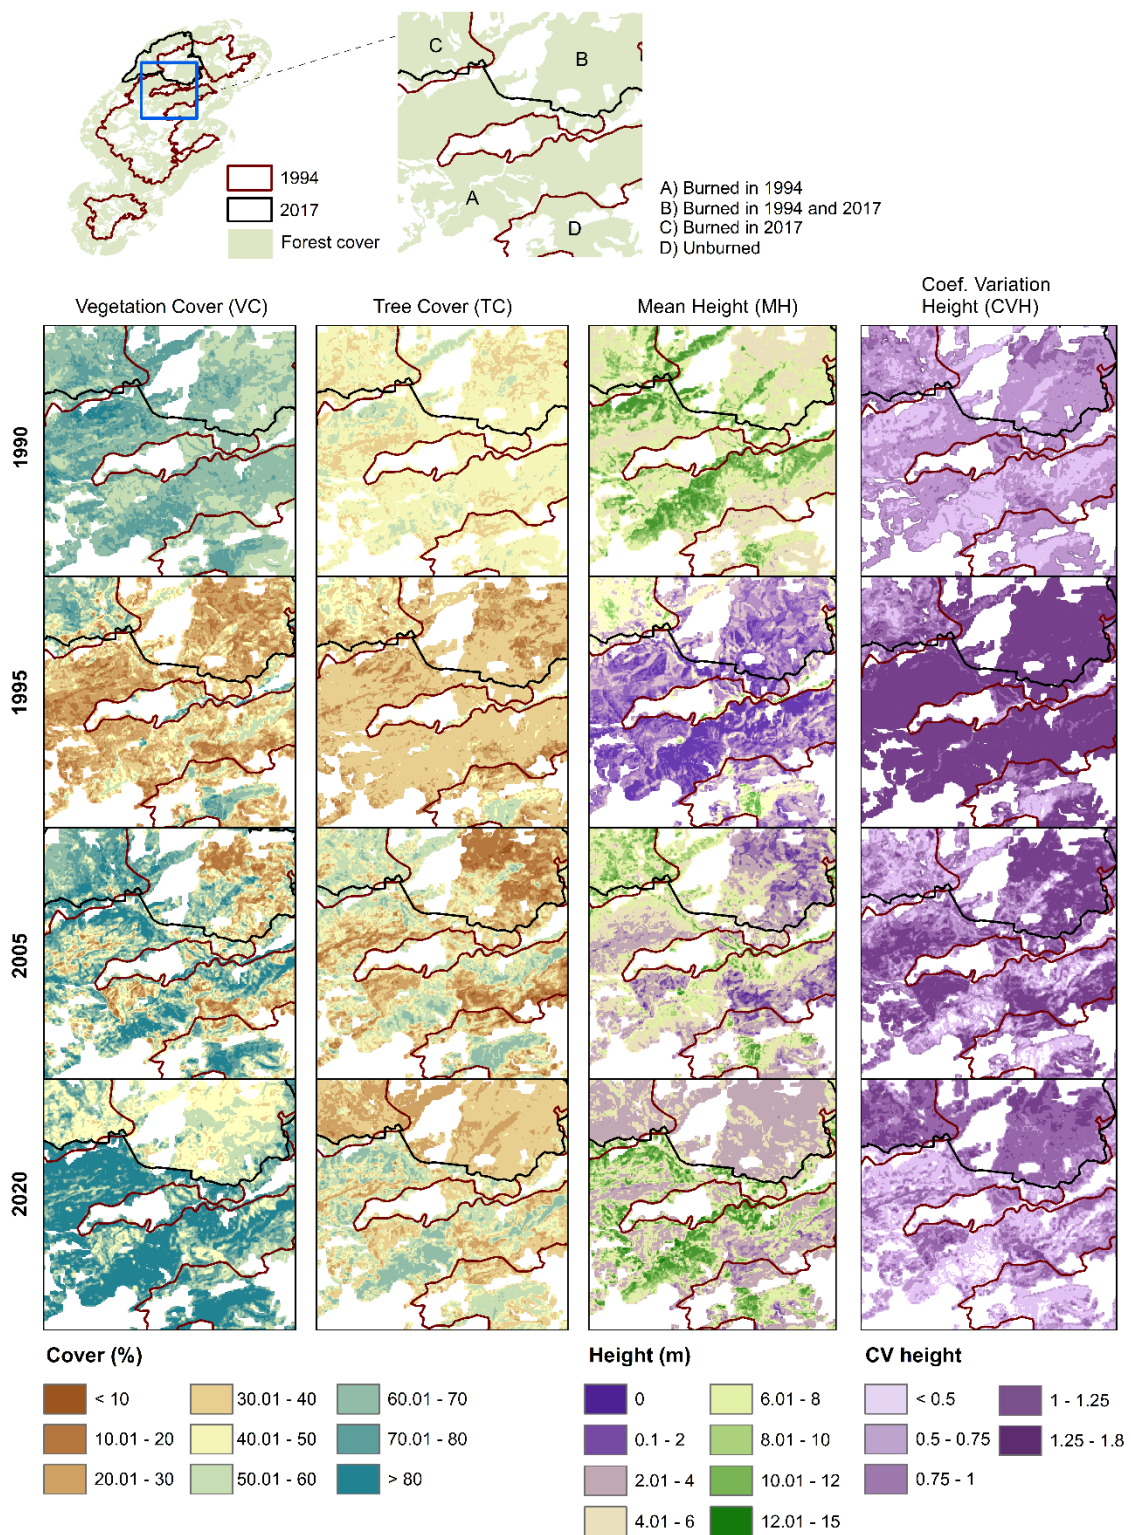 C
B
A
D
1994
2017
Forest cover
A) Burned in 1994
B) Burned in 1994 and 2017
C) Burned in 2017
D) Unburned
Vegetation Cover (VC)
Tree Cover (TC)
Mean Height (MH)
Coef. Variation
Height (CVH)
1990
1995
2005
2020
Cover (%)
< 10
10.01 - 20
20.01 - 30
30.01 - 40
40.01 - 50
50.01 - 60
60.01 - 70
70.01 - 80
> 80
Height (m)
0
0.1 - 2
2.01 - 4
4.01 - 6
6.01 - 8
8.01 - 10
10.01 - 12
12.01 - 15
CV height
< 0.5
0.5 - 0.75
0.75 - 1
1 - 1.25
1.25 - 1.8